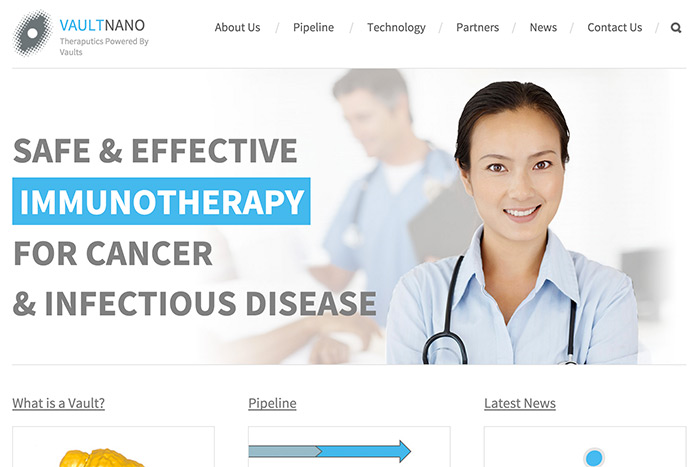 VAULTNANO
Theraputics Powered By
Vaults
About Us / Pipeline / Technology / Partners / News / Contact Us /
SAFE & EFFECTIVE
IMMUNOTHERAPY
FOR CANCER
& INFECTIOUS DISEASE
What is a Vault?
Pipeline
Latest News